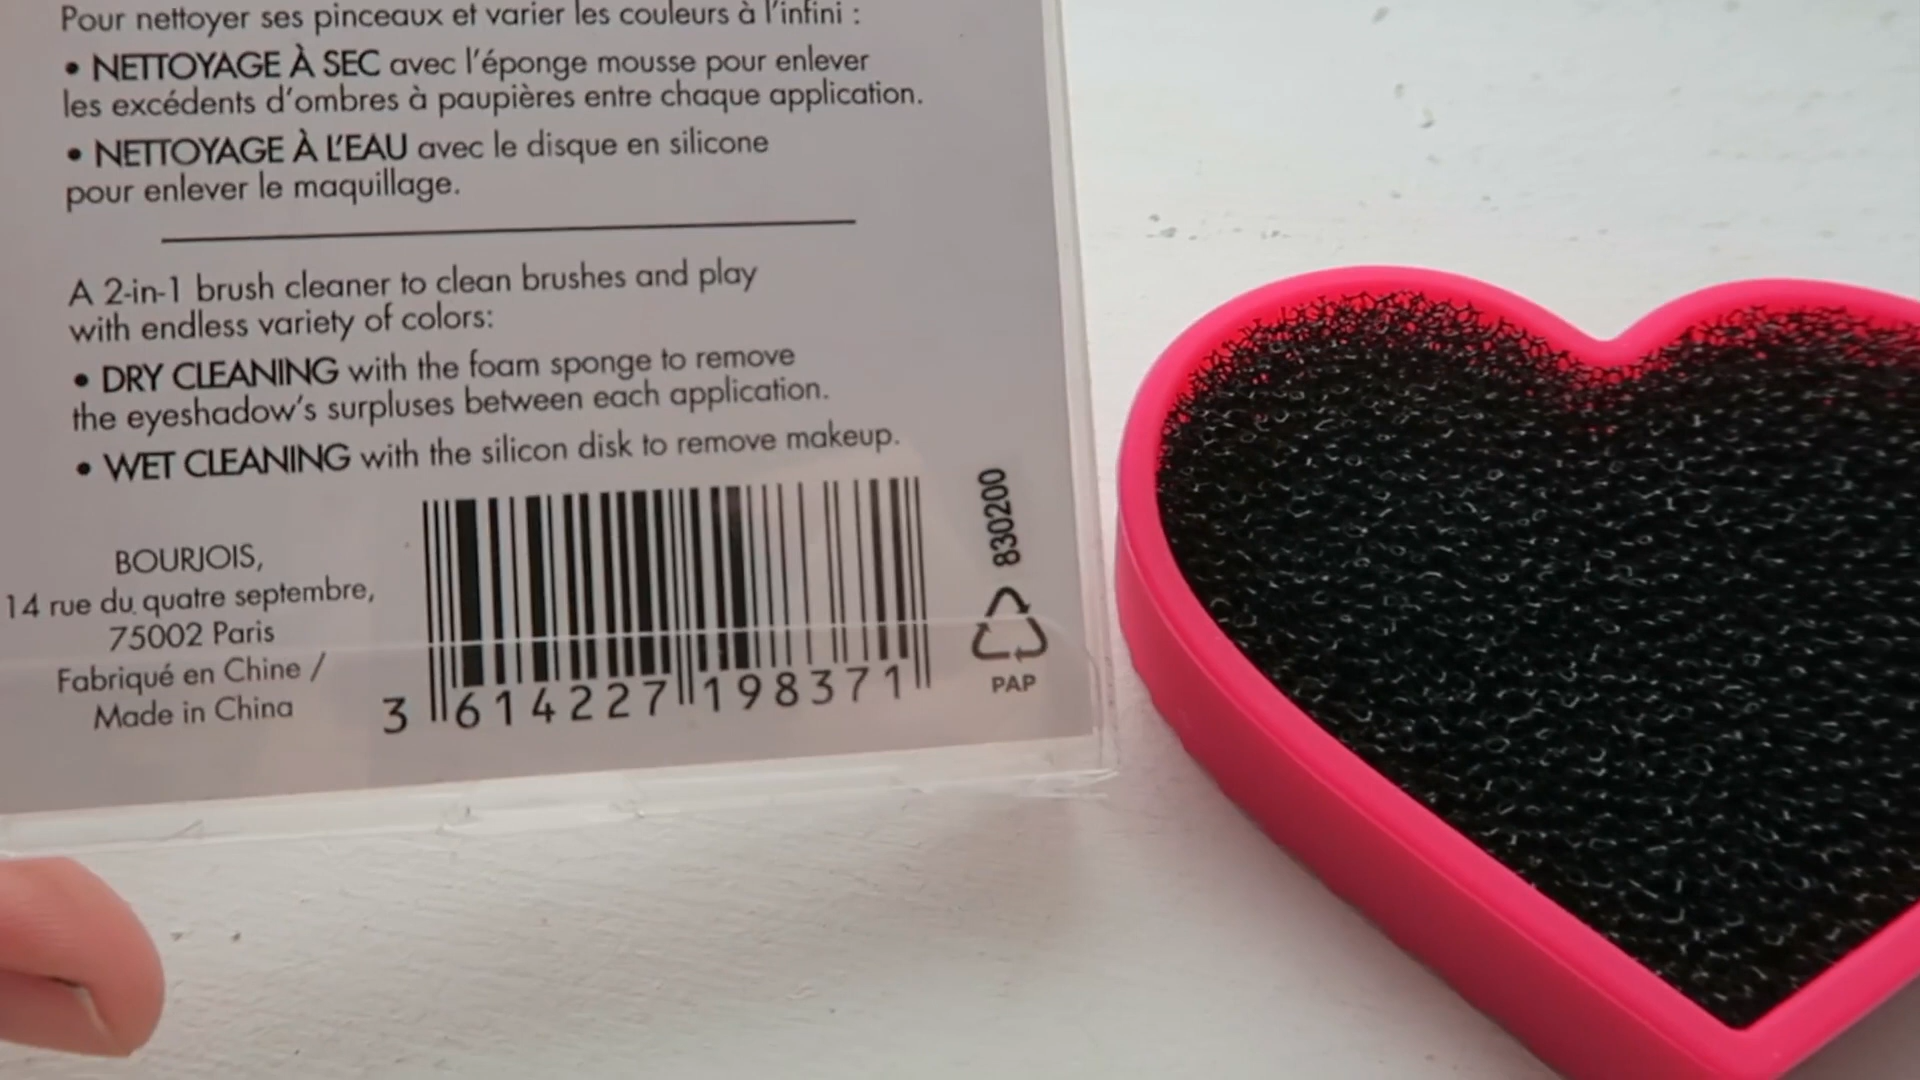 Pour nettoyer ses pinceaux et varier les couleurs à l'infini :
• NETTOYAGE À SEC avec l'éponge mousse pour enlever
les excédents d'ombres à paupières entre chaque application.
• NETTOYAGE À L'EAU avec le disque en silicone
pour enlever le maquillage.
A 2-in-1 brush cleaner to clean brushes and play
with endless variety of colors:
• DRY CLEANING with the foam sponge to remove
the eyeshadow's surpluses between each application.
• WET CLEANING with the silicon disk to remove makeup.
BOURJOIS,
14 rue du quatre septembre,
75002 Paris
Fabriqué en Chine /
Made in China
3 614227 198371
830200
PAP